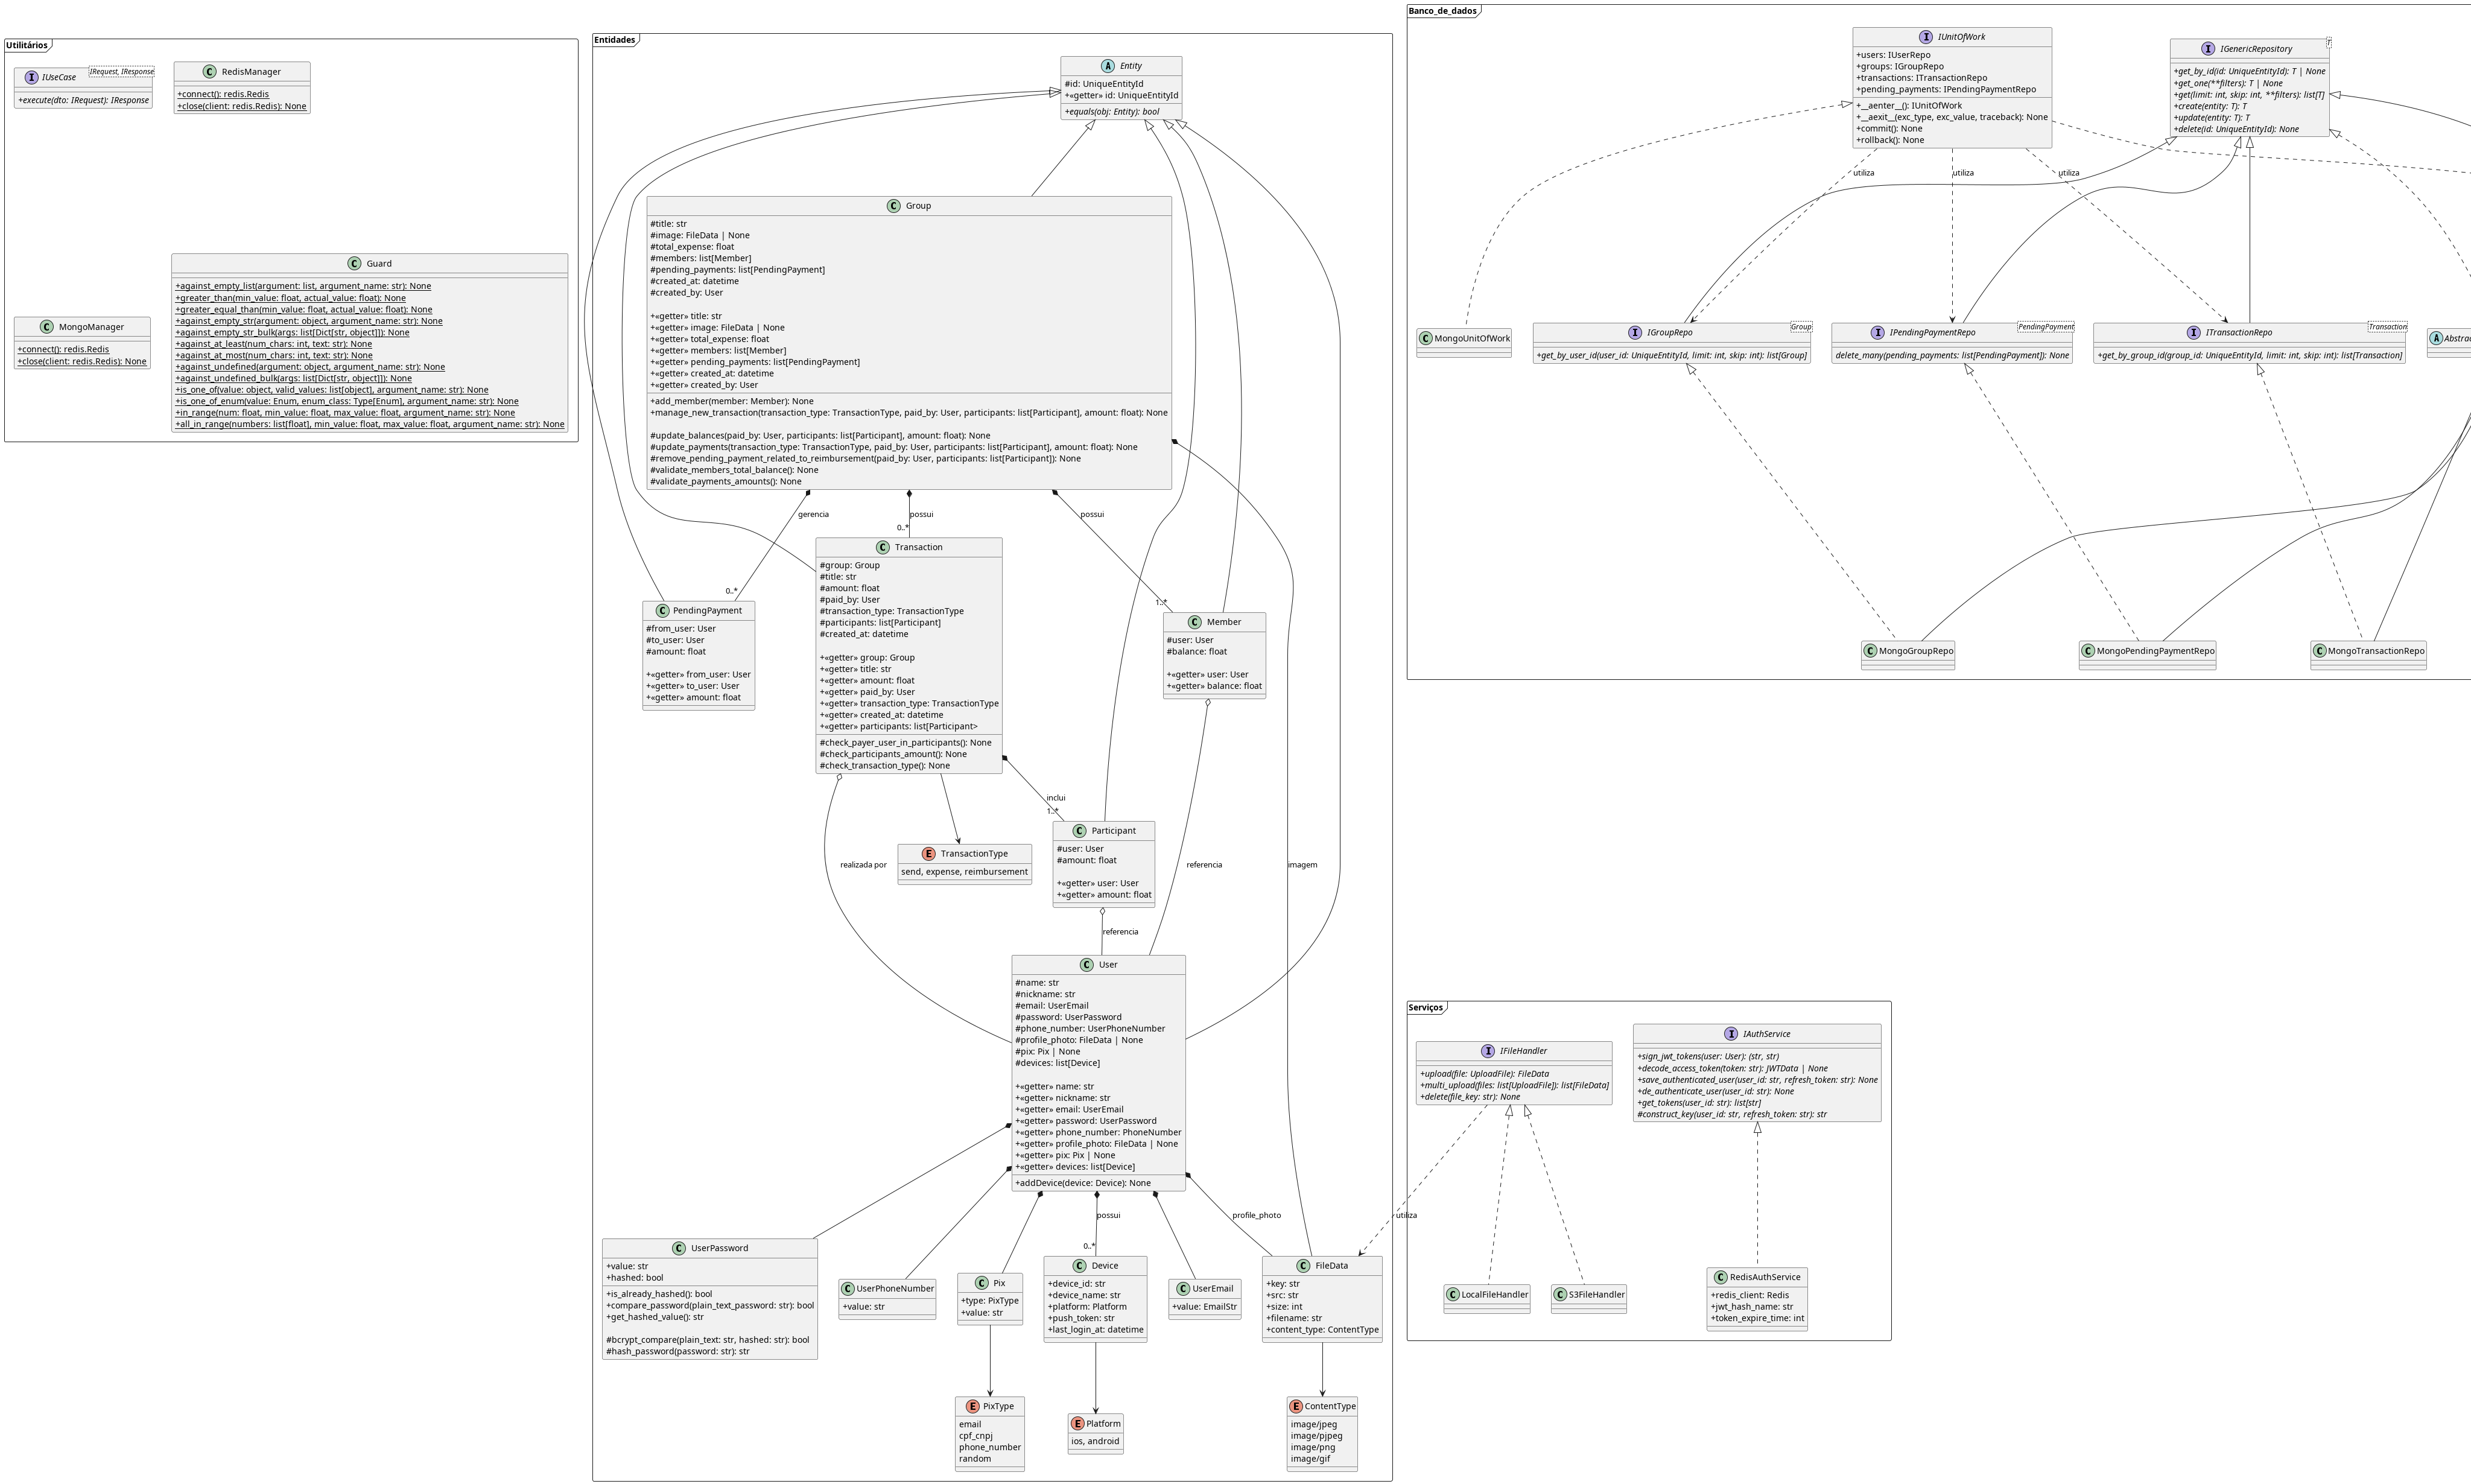 Utilitários
IUseCase
IRequest, IResponse
+execute(dto: IRequest): IResponse
RedisManager
+connect(): redis.Redis
+close(client: redis.Redis): None
Guard
+against_empty_list(argument: list, argument_name: str): None
+greater_than(min_value: float, actual_value: float): None
+greater_equal_than(min_value: float, actual_value: float): None
+against_empty_str(argument: object, argument_name: str): None
+against_empty_str_bulk(args: list[Dict[str, object]]): None
+against_at_least(num_chars: int, text: str): None
+against_at_most(num_chars: int, text: str): None
+against_undefined(argument: object, argument_name: str): None
+against_undefined_bulk(args: list[Dict[str, object]]): None
+is_one_of(value: object, valid_values: list[object], argument_name: str): None
+is_one_of_enum(value: Enum, enum_class: Type[Enum], argument_name: str): None
+in_range(num: float, min_value: float, max_value: float, argument_name: str): None
+all_in_range(numbers: list[float], min_value: float, max_value: float, argument_name: str): None
MongoManager
+connect(): redis.Redis
+close(client: redis.Redis): None
Entidades
Entity
#id: UniqueEntityId
+«getter» id: UniqueEntityId
+equals(obj: Entity): bool
Group
#title: str
#image: FileData | None
#total_expense: float
#members: list[Member]
#pending_payments: list[PendingPayment]
#created_at: datetime
#created_by: User
+«getter» title: str
+«getter» image: FileData | None
+«getter» total_expense: float
+«getter» members: list[Member]
+«getter» pending_payments: list[PendingPayment]
+«getter» created_at: datetime
+«getter» created_by: User
+add_member(member: Member): None
+manage_new_transaction(transaction_type: TransactionType, paid_by: User, participants: list[Participant], amount: float): None
#update_balances(paid_by: User, participants: list[Participant], amount: float): None
#update_payments(transaction_type: TransactionType, paid_by: User, participants: list[Participant], amount: float): None
#remove_pending_payment_related_to_reimbursement(paid_by: User, participants: list[Participant]): None
#validate_members_total_balance(): None
#validate_payments_amounts(): None
gerencia
possui
possui
0..*
0..*
1..*
Transaction
#group: Group
#title: str
#amount: float
#paid_by: User
#transaction_type: TransactionType
#participants: list[Participant]
#created_at: datetime
+«getter» group: Group
+«getter» title: str
+«getter» amount: float
+«getter» paid_by: User
+«getter» transaction_type: TransactionType
+«getter» created_at: datetime
+«getter» participants: list[Participant>
#check_payer_user_in_participants(): None
#check_participants_amount(): None
#check_transaction_type(): None
PendingPayment
#from_user: User
#to_user: User
#amount: float
+«getter» from_user: User
+«getter» to_user: User
+«getter» amount: float
Member
#user: User
#balance: float
+«getter» user: User
+«getter» balance: float
inclui
1..*
TransactionType
send, expense, reimbursement
Participant
#user: User
#amount: float
+«getter» user: User
+«getter» amount: float
realizada por
referencia
imagem
referencia
User
#name: str
#nickname: str
#email: UserEmail
#password: UserPassword
#phone_number: UserPhoneNumber
#profile_photo: FileData | None
#pix: Pix | None
#devices: list[Device]
+«getter» name: str
+«getter» nickname: str
+«getter» email: UserEmail
+«getter» password: UserPassword
+«getter» phone_number: PhoneNumber
+«getter» profile_photo: FileData | None
+«getter» pix: Pix | None
+«getter» devices: list[Device]
+addDevice(device: Device): None
possui
profile_photo
0..*
UserPassword
+value: str
+hashed: bool
+is_already_hashed(): bool
+compare_password(plain_text_password: str): bool
+get_hashed_value(): str
#bcrypt_compare(plain_text: str, hashed: str): bool
#hash_password(password: str): str
UserPhoneNumber
+value: str
Pix
+type: PixType
+value: str
Device
+device_id: str
+device_name: str
+platform: Platform
+push_token: str
+last_login_at: datetime
UserEmail
+value: EmailStr
FileData
+key: str
+src: str
+size: int
+filename: str
+content_type: ContentType
PixType
email
cpf_cnpj
phone_number
random
Platform
ios, android
ContentType
image/jpeg
image/pjpeg
image/png
image/gif
Banco_de_dados
IUnitOfWork
+users: IUserRepo
+groups: IGroupRepo
+transactions: ITransactionRepo
+pending_payments: IPendingPaymentRepo
+__aenter__(): IUnitOfWork
+__aexit__(exc_type, exc_value, traceback): None
+commit(): None
+rollback(): None
IGenericRepository
T
+get_by_id(id: UniqueEntityId): T | None
+get_one(**filters): T | None
+get(limit: int, skip: int, **filters): list[T]
+create(entity: T): T
+update(entity: T): T
+delete(id: UniqueEntityId): None
utiliza
utiliza
utiliza
MongoUnitOfWork
IGroupRepo
Group
+get_by_user_id(user_id: UniqueEntityId, limit: int, skip: int): list[Group]
IPendingPaymentRepo
PendingPayment
delete_many(pending_payments: list[PendingPayment]): None
ITransactionRepo
Transaction
+get_by_group_id(group_id: UniqueEntityId, limit: int, skip: int): list[Transaction]
MongoGroupRepo
MongoPendingPaymentRepo
MongoTransactionRepo
Serviços
IFileHandler
+upload(file: UploadFile): FileData
+multi_upload(files: list[UploadFile]): list[FileData]
+delete(file_key: str): None
IAuthService
+sign_jwt_tokens(user: User): (str, str)
+decode_access_token(token: str): JWTData | None
+save_authenticated_user(user_id: str, refresh_token: str): None
+de_authenticate_user(user_id: str): None
+get_tokens(user_id: str): list[str]
#construct_key(user_id: str, refresh_token: str): str
utiliza
LocalFileHandler
S3FileHandler
RedisAuthService
+redis_client: Redis
+jwt_hash_name: str
+token_expire_time: int